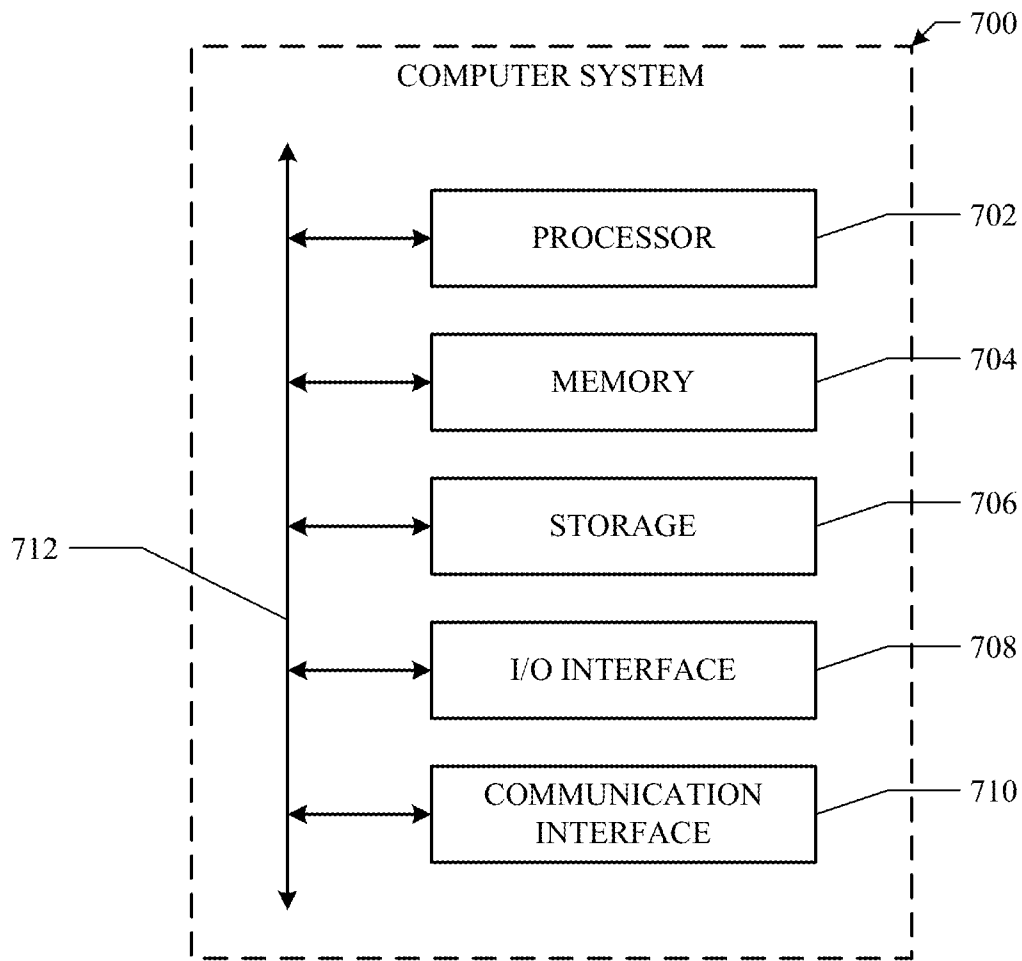 700
COMPUTER SYSTEM
PROCESSOR
702
MEMORY
704
STORAGE
706
712
I/O INTERFACE
708
COMMUNICATION
INTERFACE
710